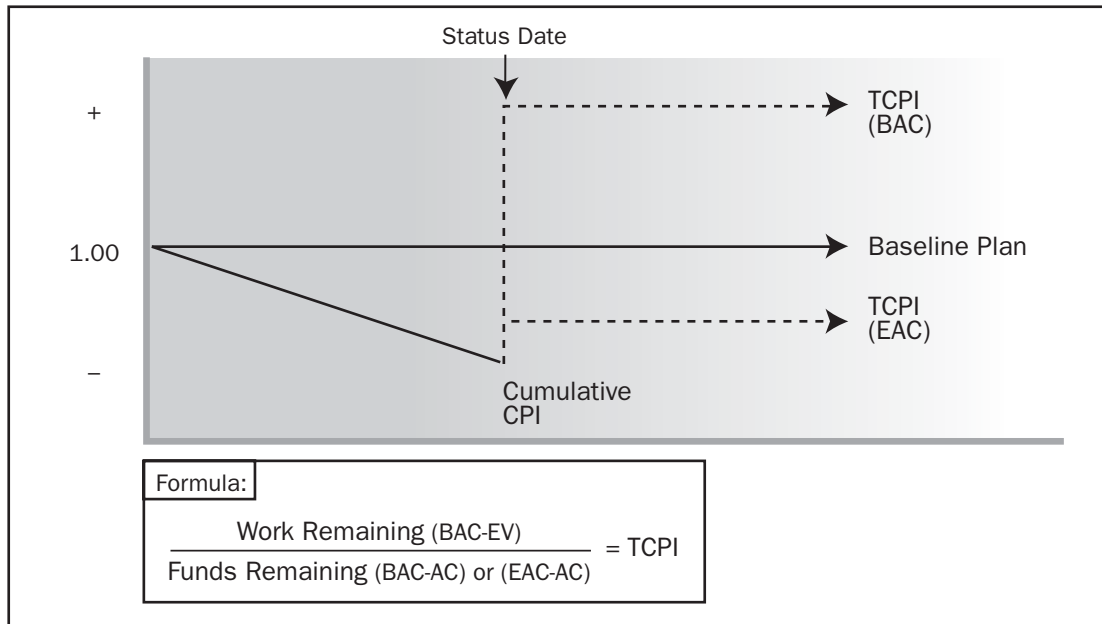 Status Date
+
TCPI
(BAC)
1.00
Baseline Plan
TCPI
(EAC)
–
Cumulative
CPI
Formula:
Work Remaining (BAC-EV)
= TCPI
Funds Remaining (BAC-AC) or (EAC-AC)